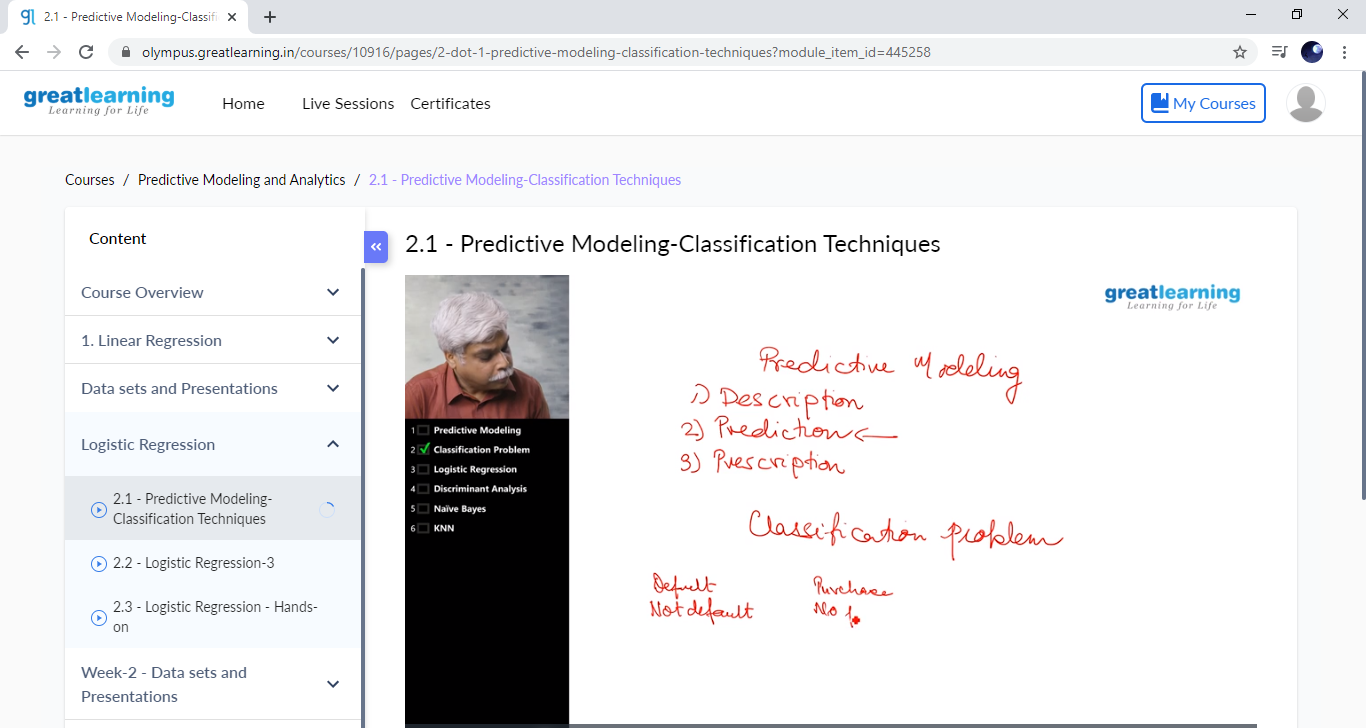 2.1 - Predictive Modeling-Classifi
olympus.greatlearning.in/courses/10916/pages/2-dot-1-predictive-modeling-classification-techniques?module_item_id=445258
greatlearning
Learning for Life
Home Live Sessions Certificates
My Courses
Courses / Predictive Modeling and Analytics / 2.1 - Predictive Modeling-Classification Techniques
Content
Course Overview
1. Linear Regression
Data sets and Presentations
Logistic Regression
2.1 - Predictive Modeling-
Classification Techniques
2.2 - Logistic Regression-3
2.3 - Logistic Regression - Hands-
on
Week-2 - Data sets and
Presentations
2.1 - Predictive Modeling-Classification Techniques
greatlearning
Learning for Life
1 Predictive Modeling
2 Classification Problem
3 Logistic Regression
4 Discriminant Analysis
5 Naïve Bayes
6 KNN
Predictive Modeling
1) Description
2) Prediction
3) Prescription
Classification problem
Default Purchase
Not default No